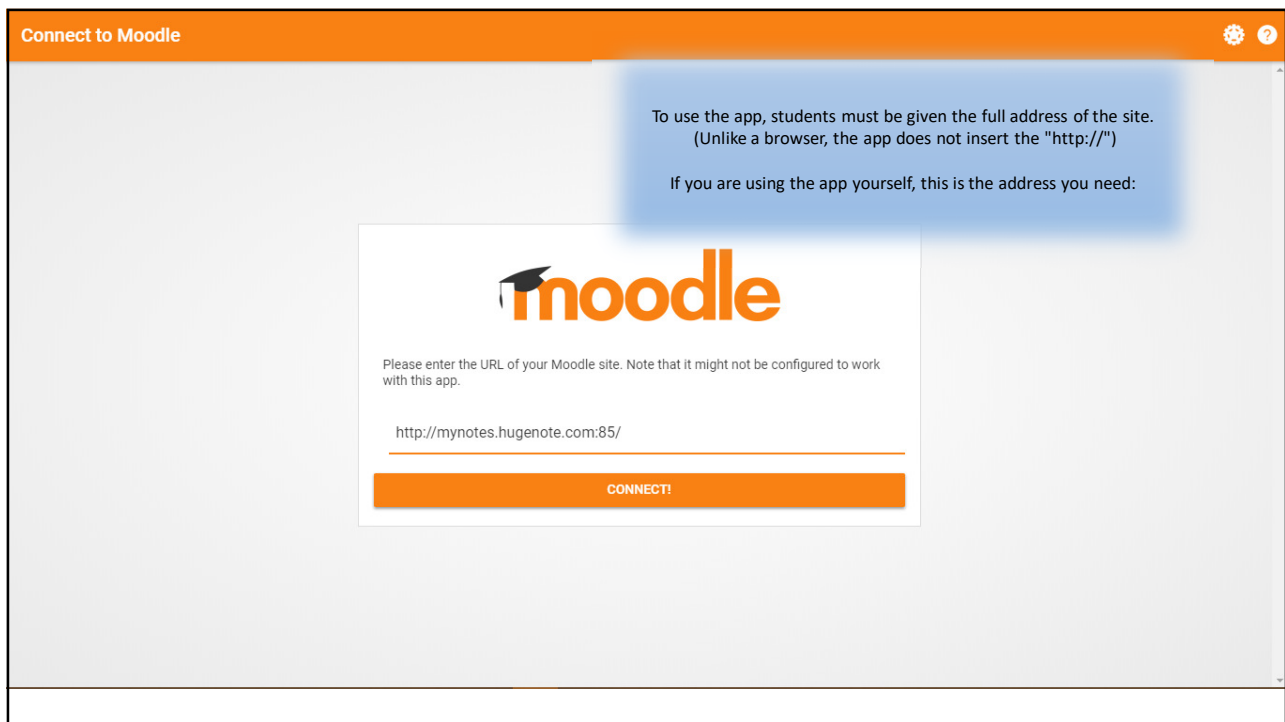 Connect to Moodle
To use the app, students must be given the full address of the site.
(Unlike a browser, the app does not insert the "http://")
If you are using the app yourself, this is the address you need:
moodle
Please enter the URL of your Moodle site. Note that it might not be configured to work
with this app.
http://mynotes.hugenote.com:85/
CONNECT!